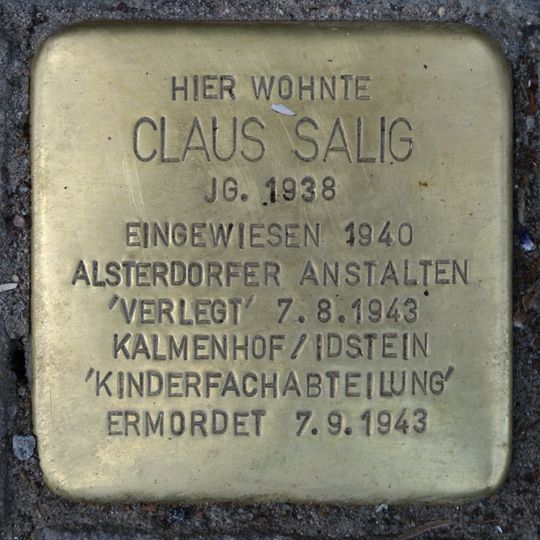 HIER WOHNTE
CLAUS SALIG
JG. 1938
EINGEWIESEN 1940
ALSTERDORFER ANSTALTEN
'VERLEGT' 7.8.1943
KALMENHOF/IDSTEIN
'KINDERFACHABTEILUNG'
ERMORDET 7.9.1943